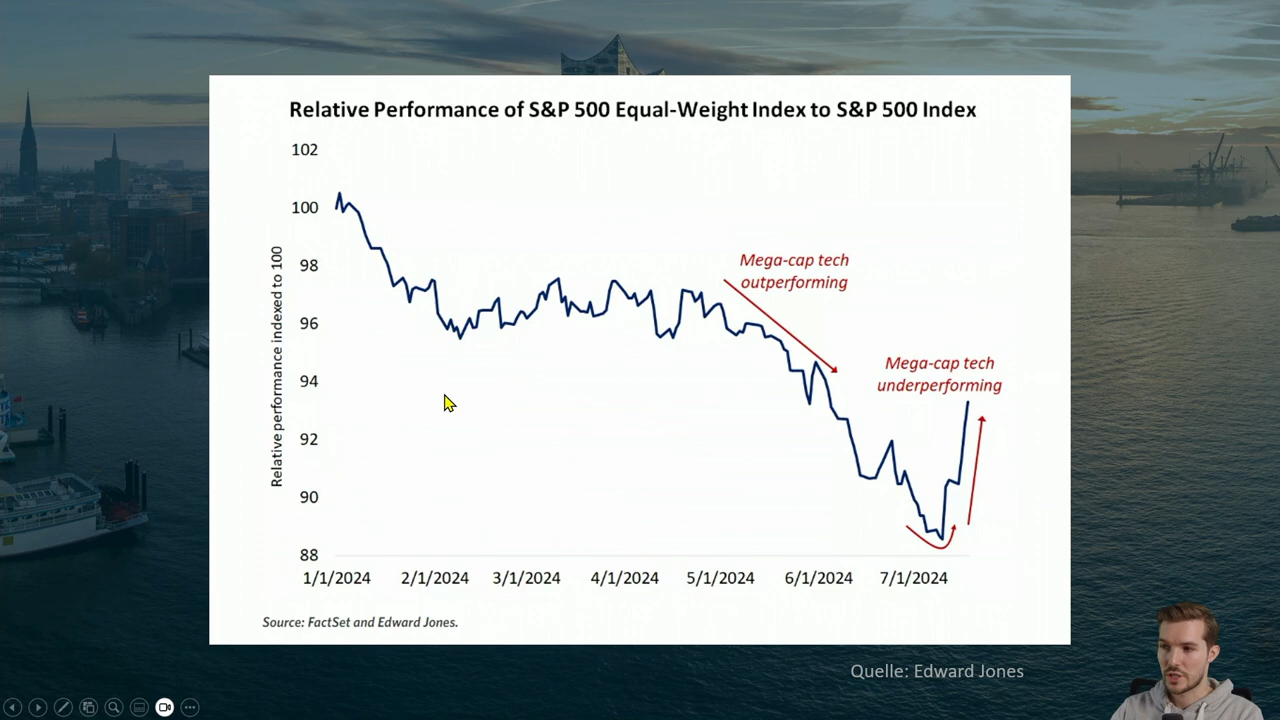 Relative Performance of S&P 500 Equal-Weight Index to S&P 500 Index
102
100
98
96
94
92
90
88
Relative performance indexed to 100
Mega-cap tech
outperforming
Mega-cap tech
underperforming
1/1/2024 2/1/2024 3/1/2024 4/1/2024 5/1/2024 6/1/2024 7/1/2024
Source: FactSet and Edward Jones.
Quelle: Edward Jones